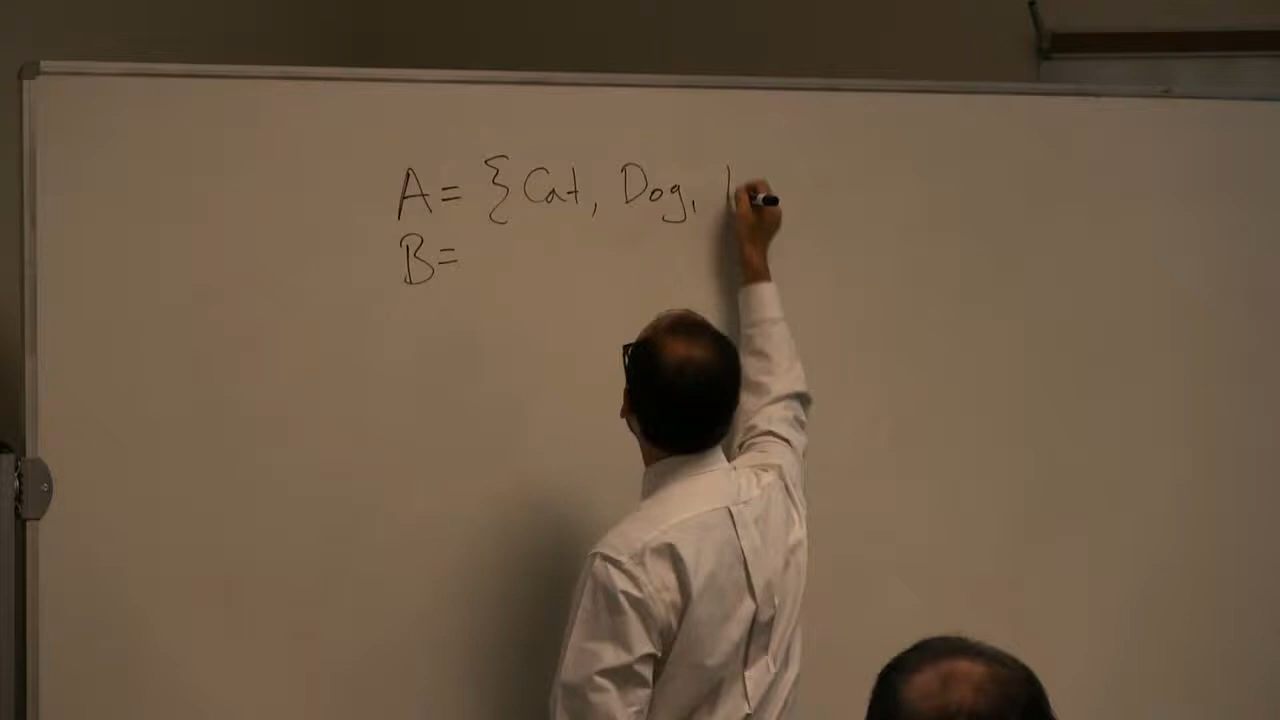 A = { Cat, Dog,
B =